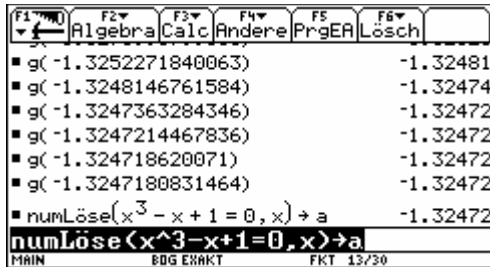 F1 F2 F3 F4 F5 F6
Algebra Calc Andere PrgEA Lösch
■ g(-1.3252271840063) -1.32481
■ g(-1.3248146761584) -1.32474
■ g(-1.3247363284346) -1.32472
■ g(-1.3247214467836) -1.32472
■ g(-1.324718620071) -1.32472
■ g(-1.3247180831464) -1.32472
■ numLöse(x³ - x + 1 = 0, x) → a -1.32472
numLöse(x^3-x+1=0,x)→a
MAIN BOG EXAKT FKT 13/30